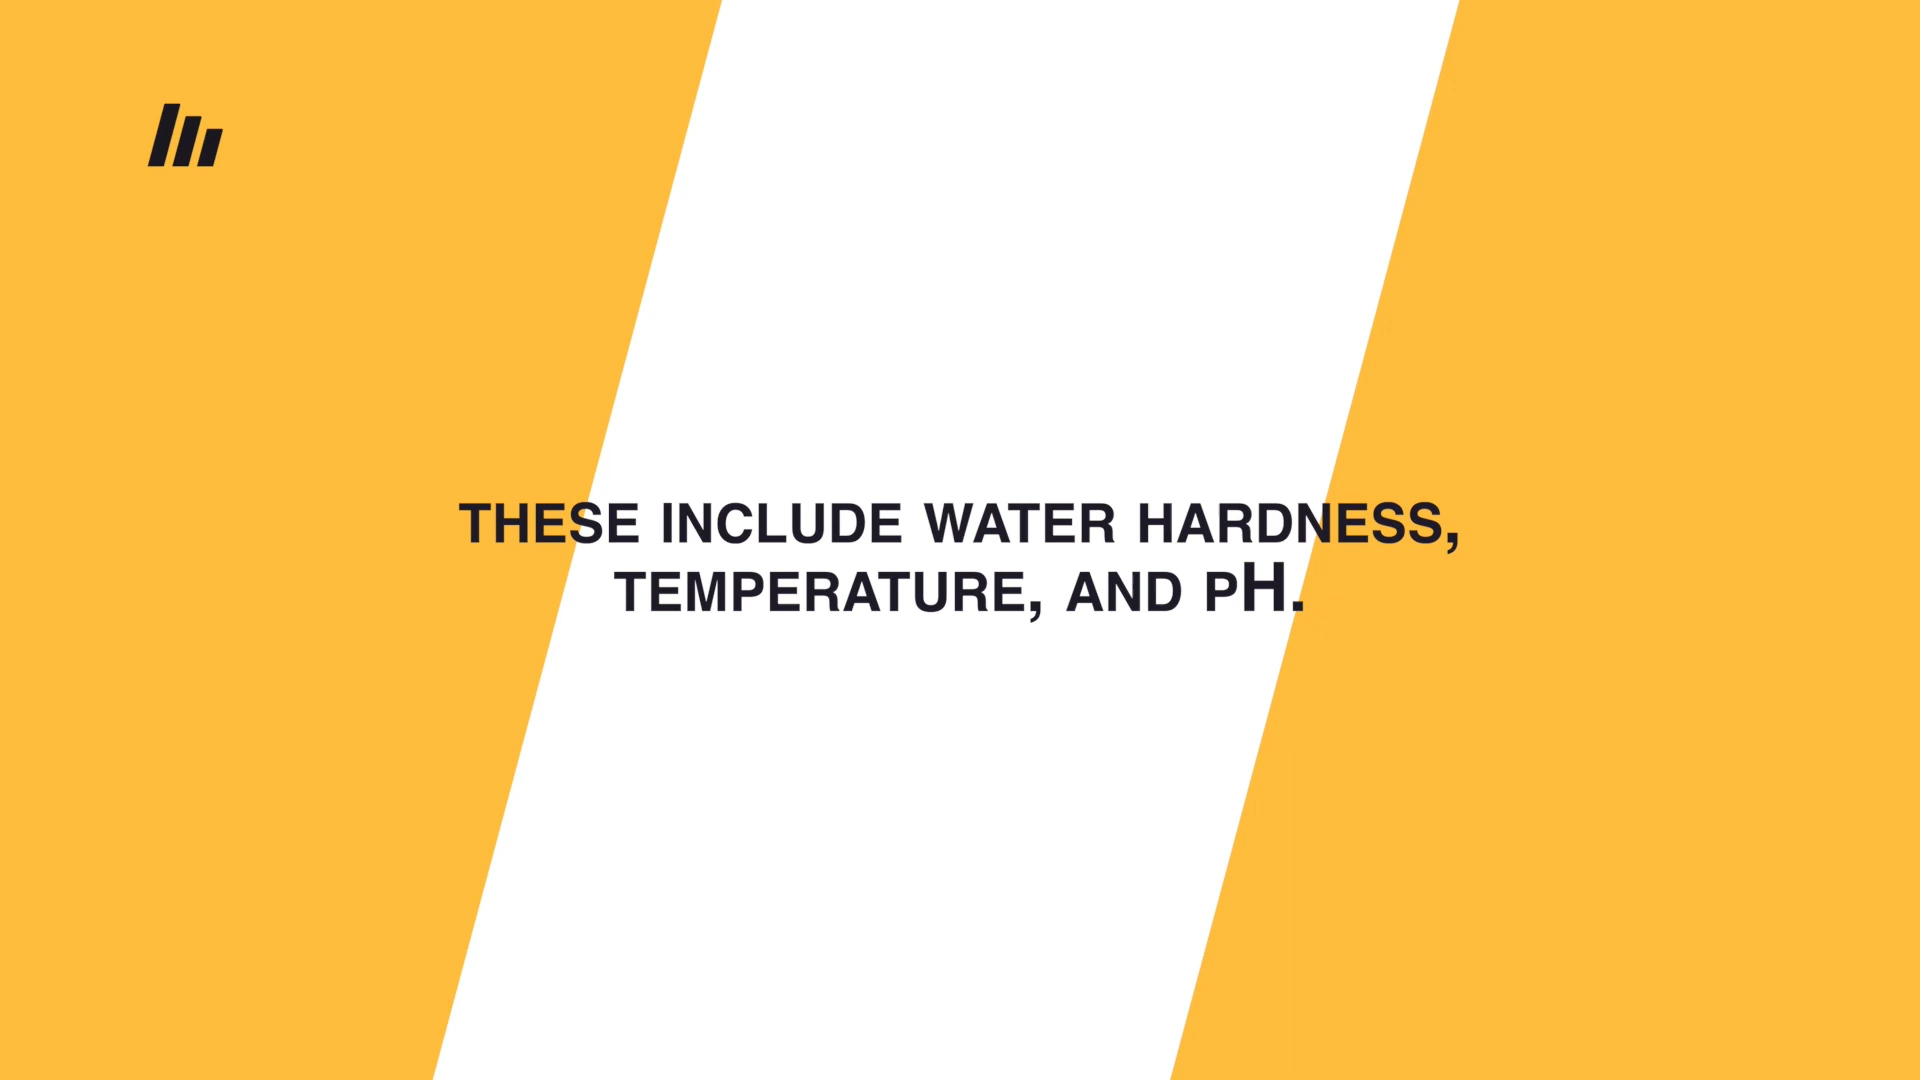 THESE INCLUDE WATER HARDNESS,
TEMPERATURE, AND PH.